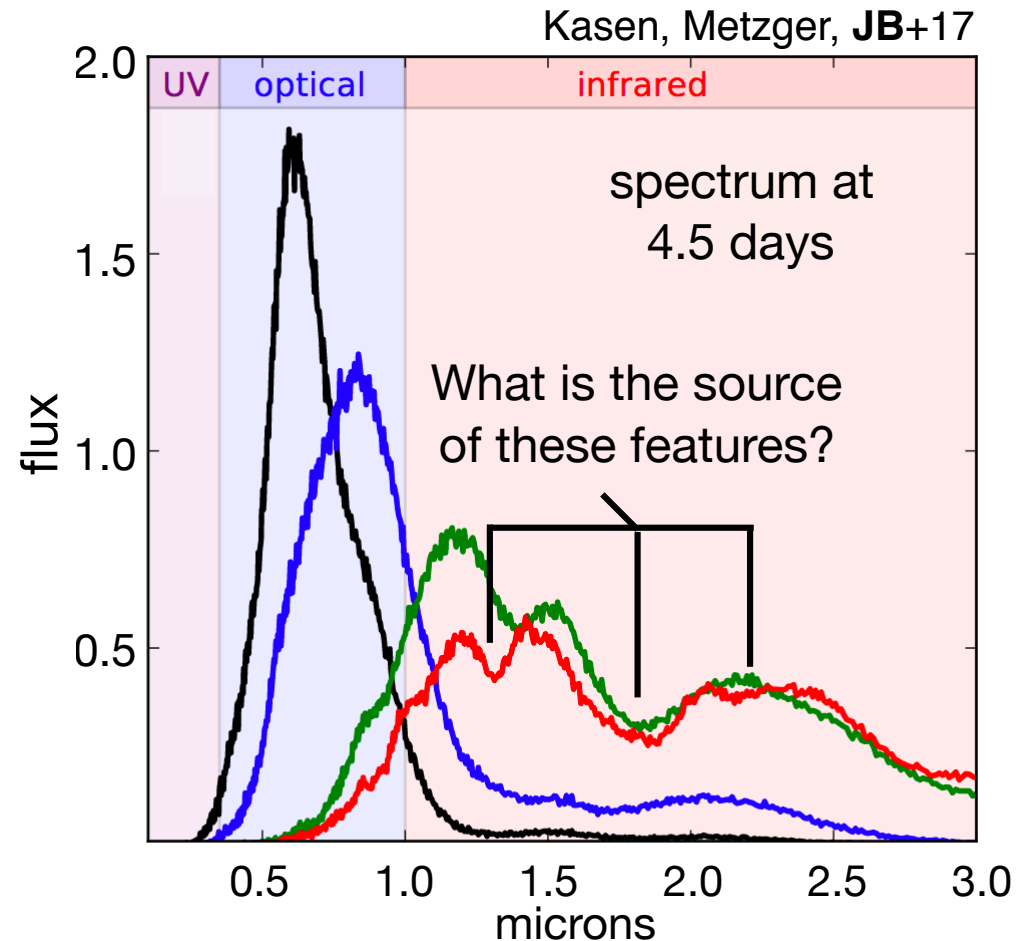 Kasen, Metzger, JB+17
2.0
UV optical infrared
spectrum at
4.5 days
1.5
What is the source
of these features?
1.0
flux
0.5
0.5 1.0 1.5 2.0 2.5 3.0
microns